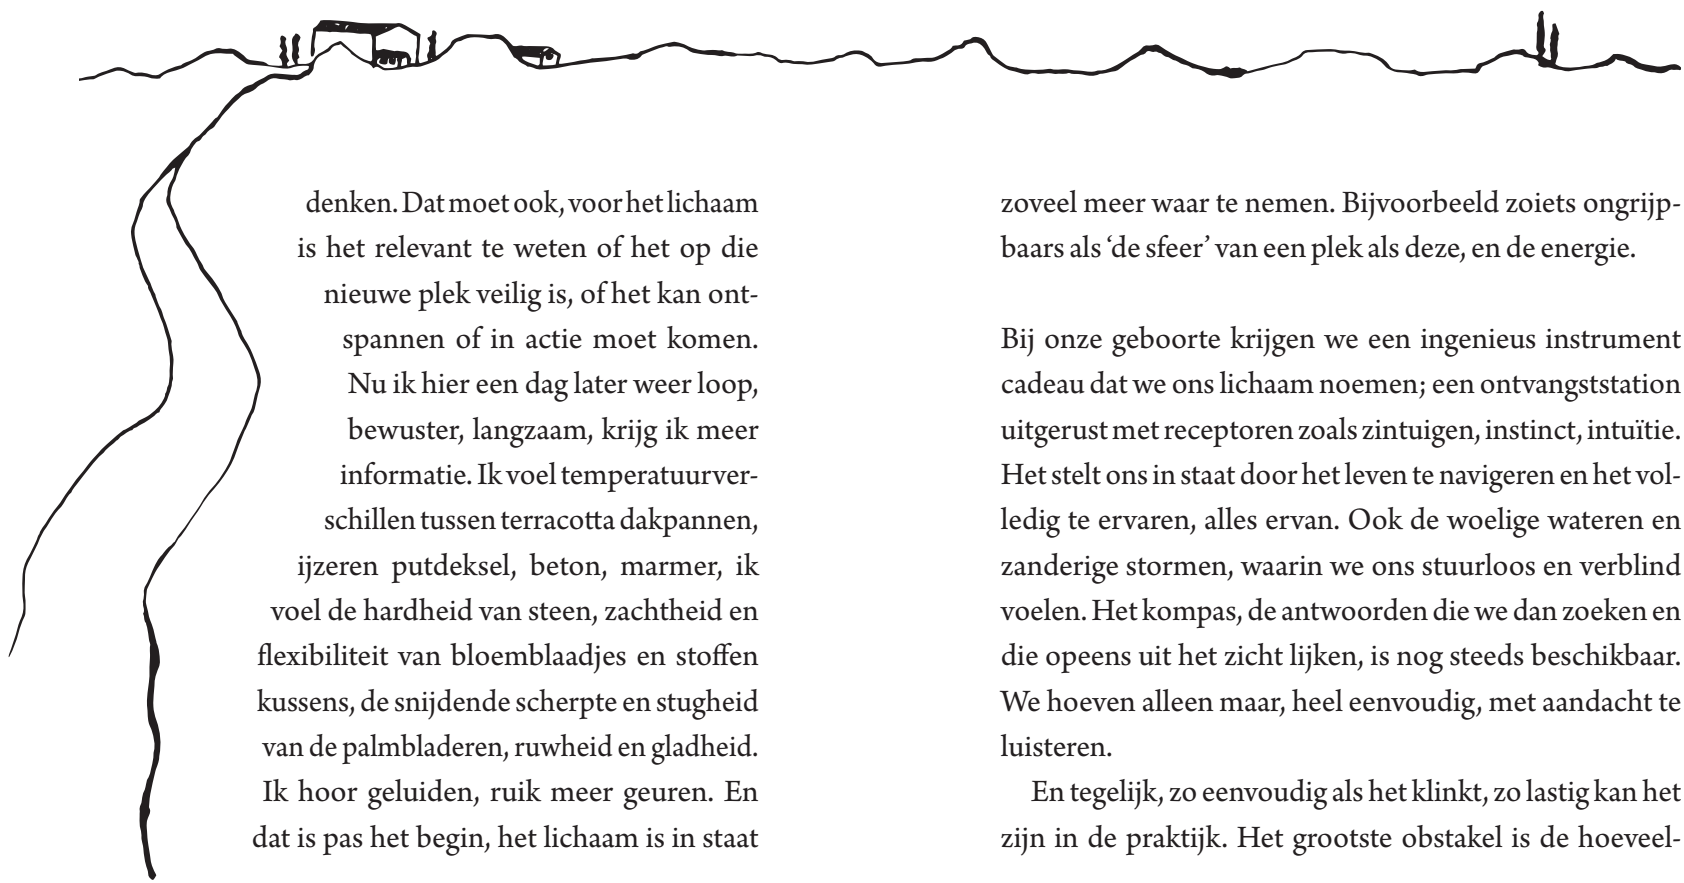 denken. Dat moet ook, voor het lichaam
is het relevant te weten of het op die
nieuwe plek veilig is, of het kan ont-
spannen of in actie moet komen.
Nu ik hier een dag later weer loop,
bewuster, langzaam, krijg ik meer
informatie. Ik voel temperatuurver-
schillen tussen terracotta dakpannen,
ijzeren putdeksel, beton, marmer, ik
voel de hardheid van steen, zachtheid en
flexibiliteit van bloemblaadjes en stoffen
kussens, de snijdende scherpte en stugheid
van de palmbladeren, ruwheid en gladheid.
Ik hoor geluiden, ruik meer geuren. En
dat is pas het begin, het lichaam is in staat
zoveel meer waar te nemen. Bijvoorbeeld zoiets ongrijp-
baars als ‘de sfeer’ van een plek als deze, en de energie.
Bij onze geboorte krijgen we een ingenieus instrument
cadeau dat we ons lichaam noemen; een ontvangststation
uitgerust met receptoren zoals zintuigen, instinct, intuïtie.
Het stelt ons in staat door het leven te navigeren en het vol-
ledig te ervaren, alles ervan. Ook de woelige wateren en
zanderige stormen, waarin we ons stuurloos en verblind
voelen. Het kompas, de antwoorden die we dan zoeken en
die opeens uit het zicht lijken, is nog steeds beschikbaar.
We hoeven alleen maar, heel eenvoudig, met aandacht te
luisteren.
En tegelijk, zo eenvoudig als het klinkt, zo lastig kan het
zijn in de praktijk. Het grootste obstakel is de hoeveel-